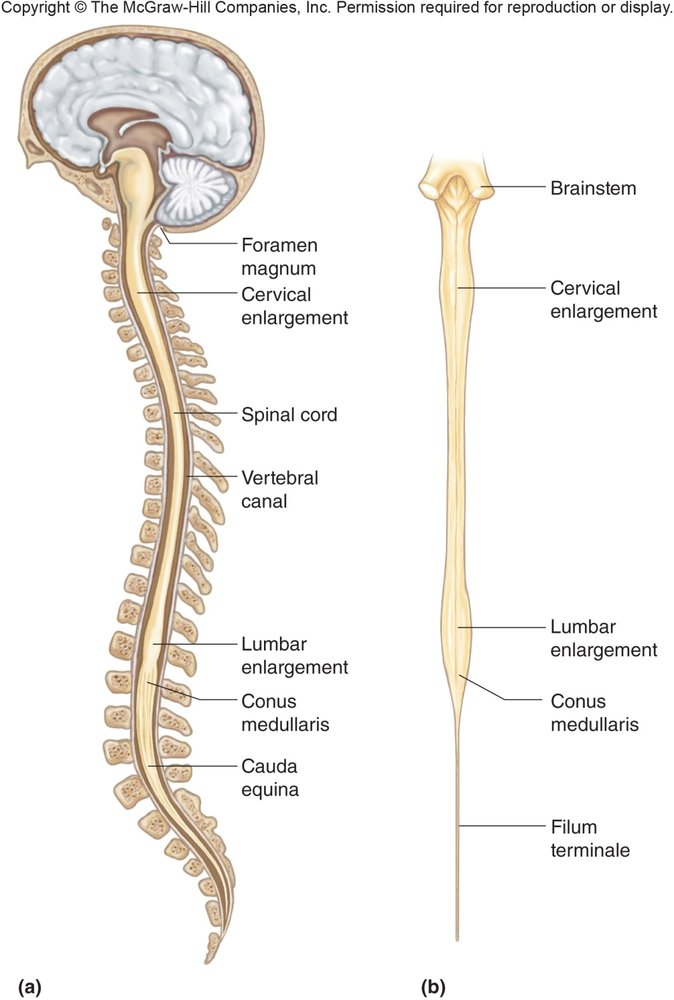 Copyright © The McGraw-Hill Companies, Inc. Permission required for reproduction or display.
Foramen
magnum
Cervical
enlargement
Spinal cord
Vertebral
canal
Lumbar
enlargement
Conus
medullaris
Cauda
equina
(a)
Brainstem
Cervical
enlargement
Lumbar
enlargement
Conus
medullaris
Filum
terminale
(b)